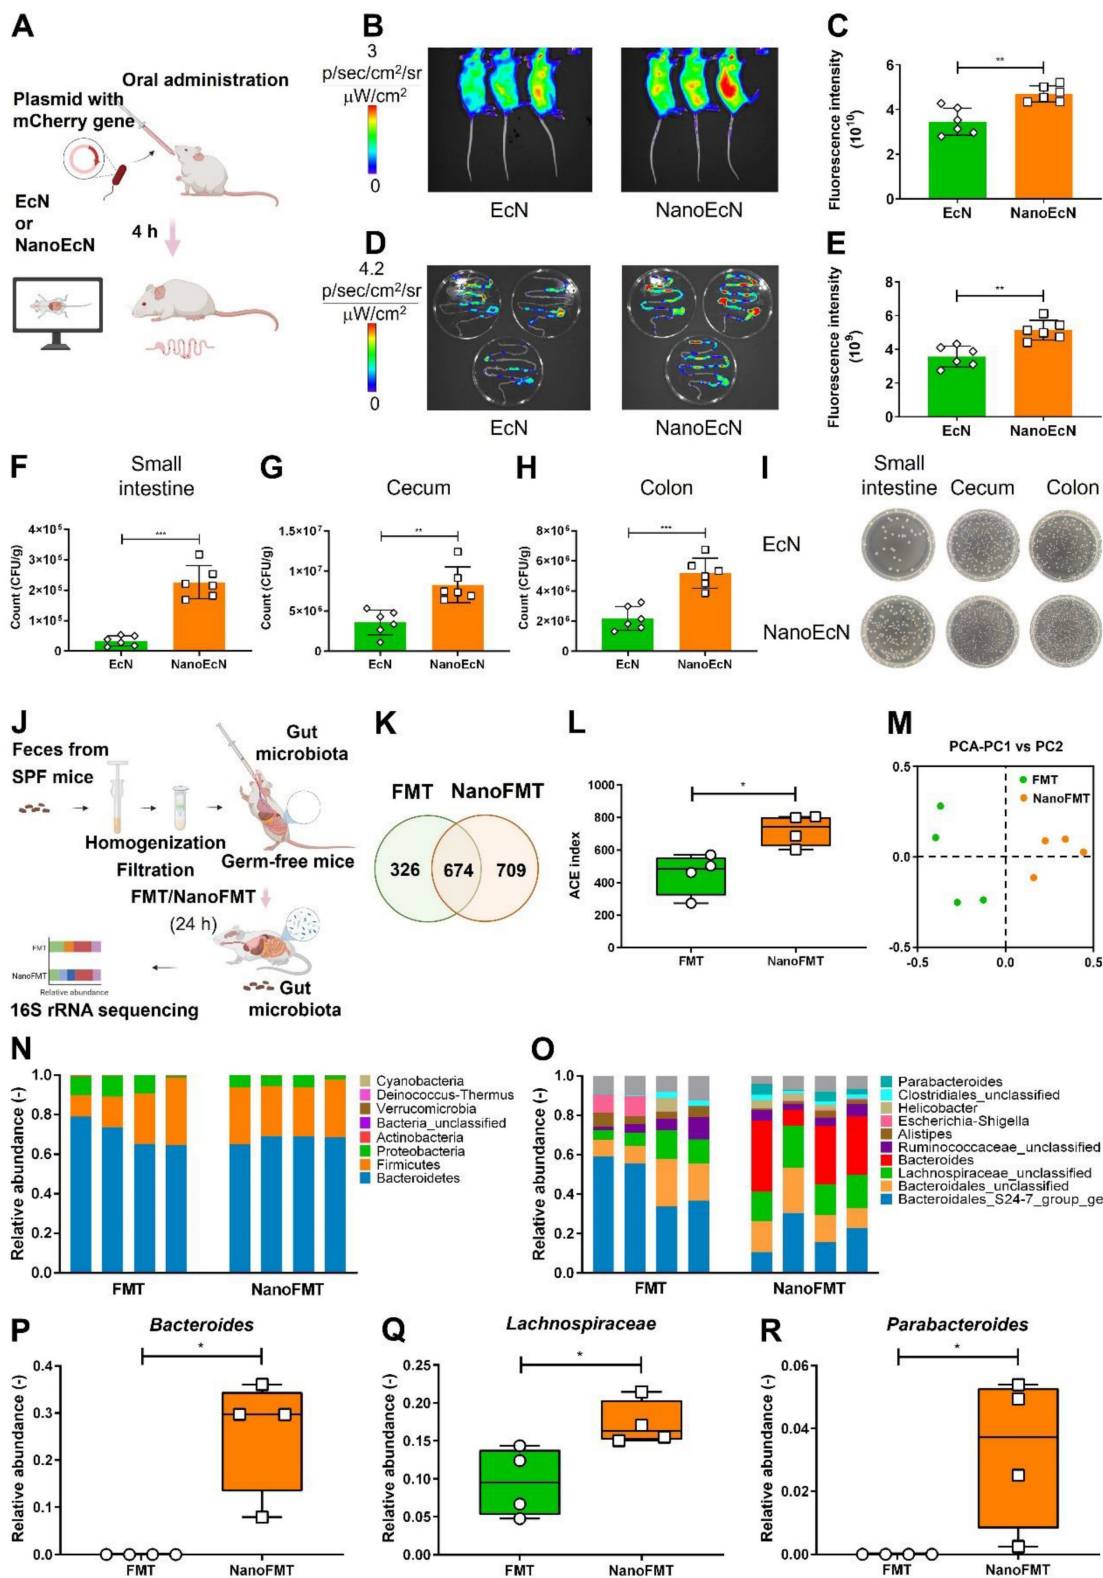 A
Oral administration
Plasmid with
mCherry gene
EcN
or
NanoEcN
4 h
B
3
p/sec/cm²/sr
μW/cm²
0
EcN
NanoEcN
C
Fluorescence intensity
(10¹⁰)
6
4
2
0
**
EcN
NanoEcN
D
4.2
p/sec/cm²/sr
μW/cm²
0
EcN
NanoEcN
E
Fluorescence intensity
(10⁹)
8
6
4
2
0
**
EcN
NanoEcN
F
Small
intestine
Count (CFU/g)
4×10⁵
3×10⁵
2×10⁵
1×10⁵
0
***
EcN
NanoEcN
G
Cecum
Count (CFU/g)
1.5×10⁷
1×10⁷
5×10⁶
0
**
EcN
NanoEcN
H
Colon
Count (CFU/g)
8×10⁶
6×10⁶
4×10⁶
2×10⁶
0
***
EcN
NanoEcN
I
Small
intestine
Cecum
Colon
EcN
NanoEcN
J
Feces from
SPF mice
Gut
microbiota
Homogenization
Filtration
Germ-free mice
FMT/NanoFMT
(24 h)
FMT
NanoFMT
Relative abundance
16S rRNA sequencing
Gut
microbiota
K
FMT
NanoFMT
326
674
709
L
ACE index
1000
800
600
400
200
0
*
FMT
NanoFMT
M
PCA-PC1 vs PC2
0.5
0.0
-0.5
-0.5
0.0
0.5
FMT
NanoFMT
N
Relative abundance (-)
1.0
0.8
0.6
0.4
0.2
0.0
FMT
NanoFMT
Cyanobacteria
Deinococcus-Thermus
Verrucomicrobia
Bacteria_unclassified
Actinobacteria
Proteobacteria
Firmicutes
Bacteroidetes
O
Relative abundance (-)
1.0
0.8
0.6
0.4
0.2
0.0
FMT
NanoFMT
Parabacteroides
Clostridiales_unclassified
Helicobacter
Escherichia-Shigella
Alistipes
Ruminococcaceae_unclassified
Bacteroides
Lachnospiraceae_unclassified
Bacteroidales_unclassified
Bacteroidales_S24-7_group_ge
P
Bacteroides
Relative abundance (-)
0.4
0.3
0.2
0.1
0.0
*
FMT
NanoFMT
Q
Lachnospiraceae
Relative abundance (-)
0.25
0.20
0.15
0.10
0.05
0.00
*
FMT
NanoFMT
R
Parabacteroides
Relative abundance (-)
0.06
0.04
0.02
0.00
*
FMT
NanoFMT